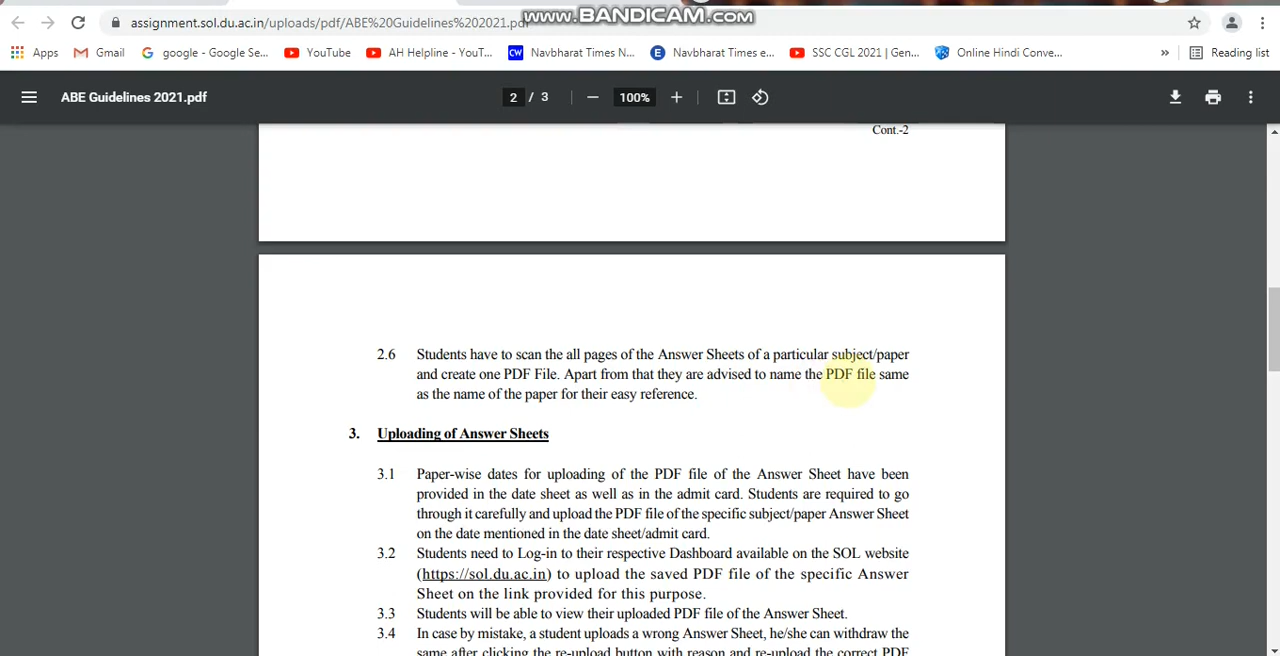 www.BANDICAM.com
assignment.sol.du.ac.in/uploads/pdf/ABE%20Guidelines%202021.pdf
Apps Gmail google - Google Se... YouTube AH Helpline - YouT... Navbharat Times N... Navbharat Times e... SSC CGL 2021 | Gen... Online Hindi Conve... » Reading list
ABE Guidelines 2021.pdf 2 / 3 100%
Cont.-2
2.6 Students have to scan the all pages of the Answer Sheets of a particular subject/paper
and create one PDF File. Apart from that they are advised to name the PDF file same
as the name of the paper for their easy reference.
3. Uploading of Answer Sheets
3.1 Paper-wise dates for uploading of the PDF file of the Answer Sheet have been
provided in the date sheet as well as in the admit card. Students are required to go
through it carefully and upload the PDF file of the specific subject/paper Answer Sheet
on the date mentioned in the date sheet/admit card.
3.2 Students need to Log-in to their respective Dashboard available on the SOL website
(https://sol.du.ac.in) to upload the saved PDF file of the specific Answer
Sheet on the link provided for this purpose.
3.3 Students will be able to view their uploaded PDF file of the Answer Sheet.
3.4 In case by mistake, a student uploads a wrong Answer Sheet, he/she can withdraw the
same after clicking the re-upload button with reason and re-upload the correct PDF